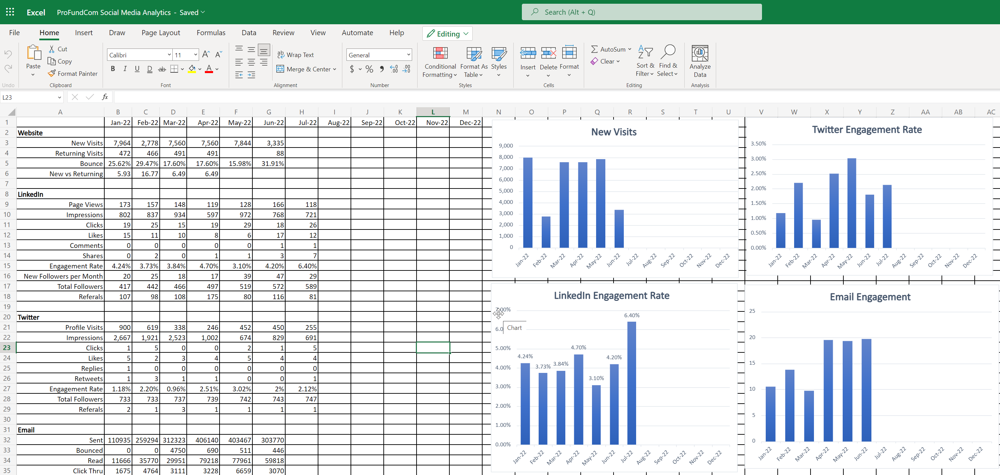 Excel ProFundCom Social Media Analytics - Saved
Search (Alt + Q)
File Home Insert Draw Page Layout Formulas Data Review View Automate Help Editing
Undo
Paste
Cut
Copy
Format Painter
Clipboard
Calibri 11
B I U D ab
Font
Wrap Text
Merge & Center
Alignment
General
$ % 9 .00 .00
Number
Conditional Formatting
Format As Table
Styles
Styles
Insert Delete Format
Cells
AutoSum
Clear
Sort & Filter
Find & Select
Editing
Analyze Data
Analysis
L23 fx
A B C D E F G H I J K L M N O P Q R S T U V W X Y Z AA AB AC
1 Jan-22 Feb-22 Mar-22 Apr-22 May-22 Jun-22 Jul-22 Aug-22 Sep-22 Oct-22 Nov-22 Dec-22
2 Website
3 New Visits 7,964 2,778 7,560 7,560 7,844 3,335
4 Returning Visits 472 466 491 491 88
5 Bounce 25.62% 29.47% 17.60% 17.60% 15.98% 31.91%
6 New vs Returning 5.93 16.77 6.49 6.49
7
8 LinkedIn
9 Page Views 173 157 148 119 128 166 118
10 Impressions 802 837 934 597 972 768 721
11 Clicks 19 25 15 19 29 18 26
12 Likes 15 11 10 8 6 17 12
13 Comments 0 0 0 0 0 1 1
14 Shares 0 2 0 1 1 3 7
15 Engagement Rate 4.24% 3.73% 3.84% 4.70% 3.10% 4.20% 6.40%
16 New Followers per Month 20 25 18 17 39 47 29
17 Total Followers 417 442 466 497 519 572 589
18 Referals 107 98 108 175 80 116 81
19
20 Twitter
21 Profile Visits 900 619 338 246 452 450 255
22 Impressions 2,667 1,921 2,523 1,002 674 829 691
23 Clicks 1 5 0 0 2 1 5
24 Likes 5 2 3 4 5 4 4
25 Replies 1 0 0 0 0 0 0
26 Retweets 1 3 1 1 0 0 1
27 Engagement Rate 1.18% 2.20% 0.96% 2.51% 3.02% 2% 2.12%
28 Total Followers 733 733 737 739 742 743 747
29 Referals 2 1 3 1 1 1 1
30
31 Email
32 Sent 110935 259294 312323 406140 403467 303770
33 Bounced 0 0 4750 690 511 446
34 Read 11666 35770 29951 79218 77961 59818
35 Click Thru 1675 4764 3111 3228 6659 3070
New Visits
9,000
8,000
7,000
6,000
5,000
4,000
3,000
2,000
1,000
0
Jan-22 Feb-22 Mar-22 Apr-22 May-22 Jun-22 Jul-22 Aug-22 Sep-22 Oct-22 Nov-22 Dec-22
Twitter Engagement Rate
3.50%
3.00%
2.50%
2.00%
1.50%
1.00%
0.50%
0.00%
Jan-22 Feb-22 Mar-22 Apr-22 May-22 Jun-22 Jul-22 Aug-22 Sep-22 Oct-22 Nov-22 Dec-22
LinkedIn Engagement Rate
7.00%
6.0
Chart
5.00%
4.00%
3.00%
2.00%
1.00%
0.00%
4.24% 3.73% 3.84% 4.70% 3.10% 4.20% 6.40%
Jan-22 Feb-22 Mar-22 Apr-22 May-22 Jun-22 Jul-22 Aug-22 Sep-22 Oct-22 Nov-22 Dec-22
Email Engagement
25
20
15
10
5
0
Jan-22 Feb-22 Mar-22 Apr-22 May-22 Jun-22 Jul-22 Aug-22 Sep-22 Oct-22 Nov-22 Dec-22